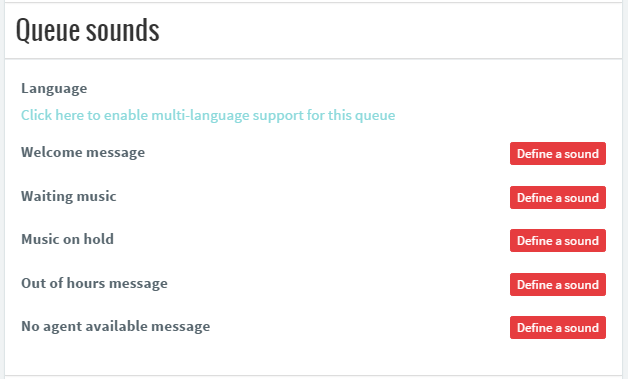 Queue sounds
Language
Click here to enable multi-language support for this queue
Welcome message Define a sound
Waiting music Define a sound
Music on hold Define a sound
Out of hours message Define a sound
No agent available message Define a sound